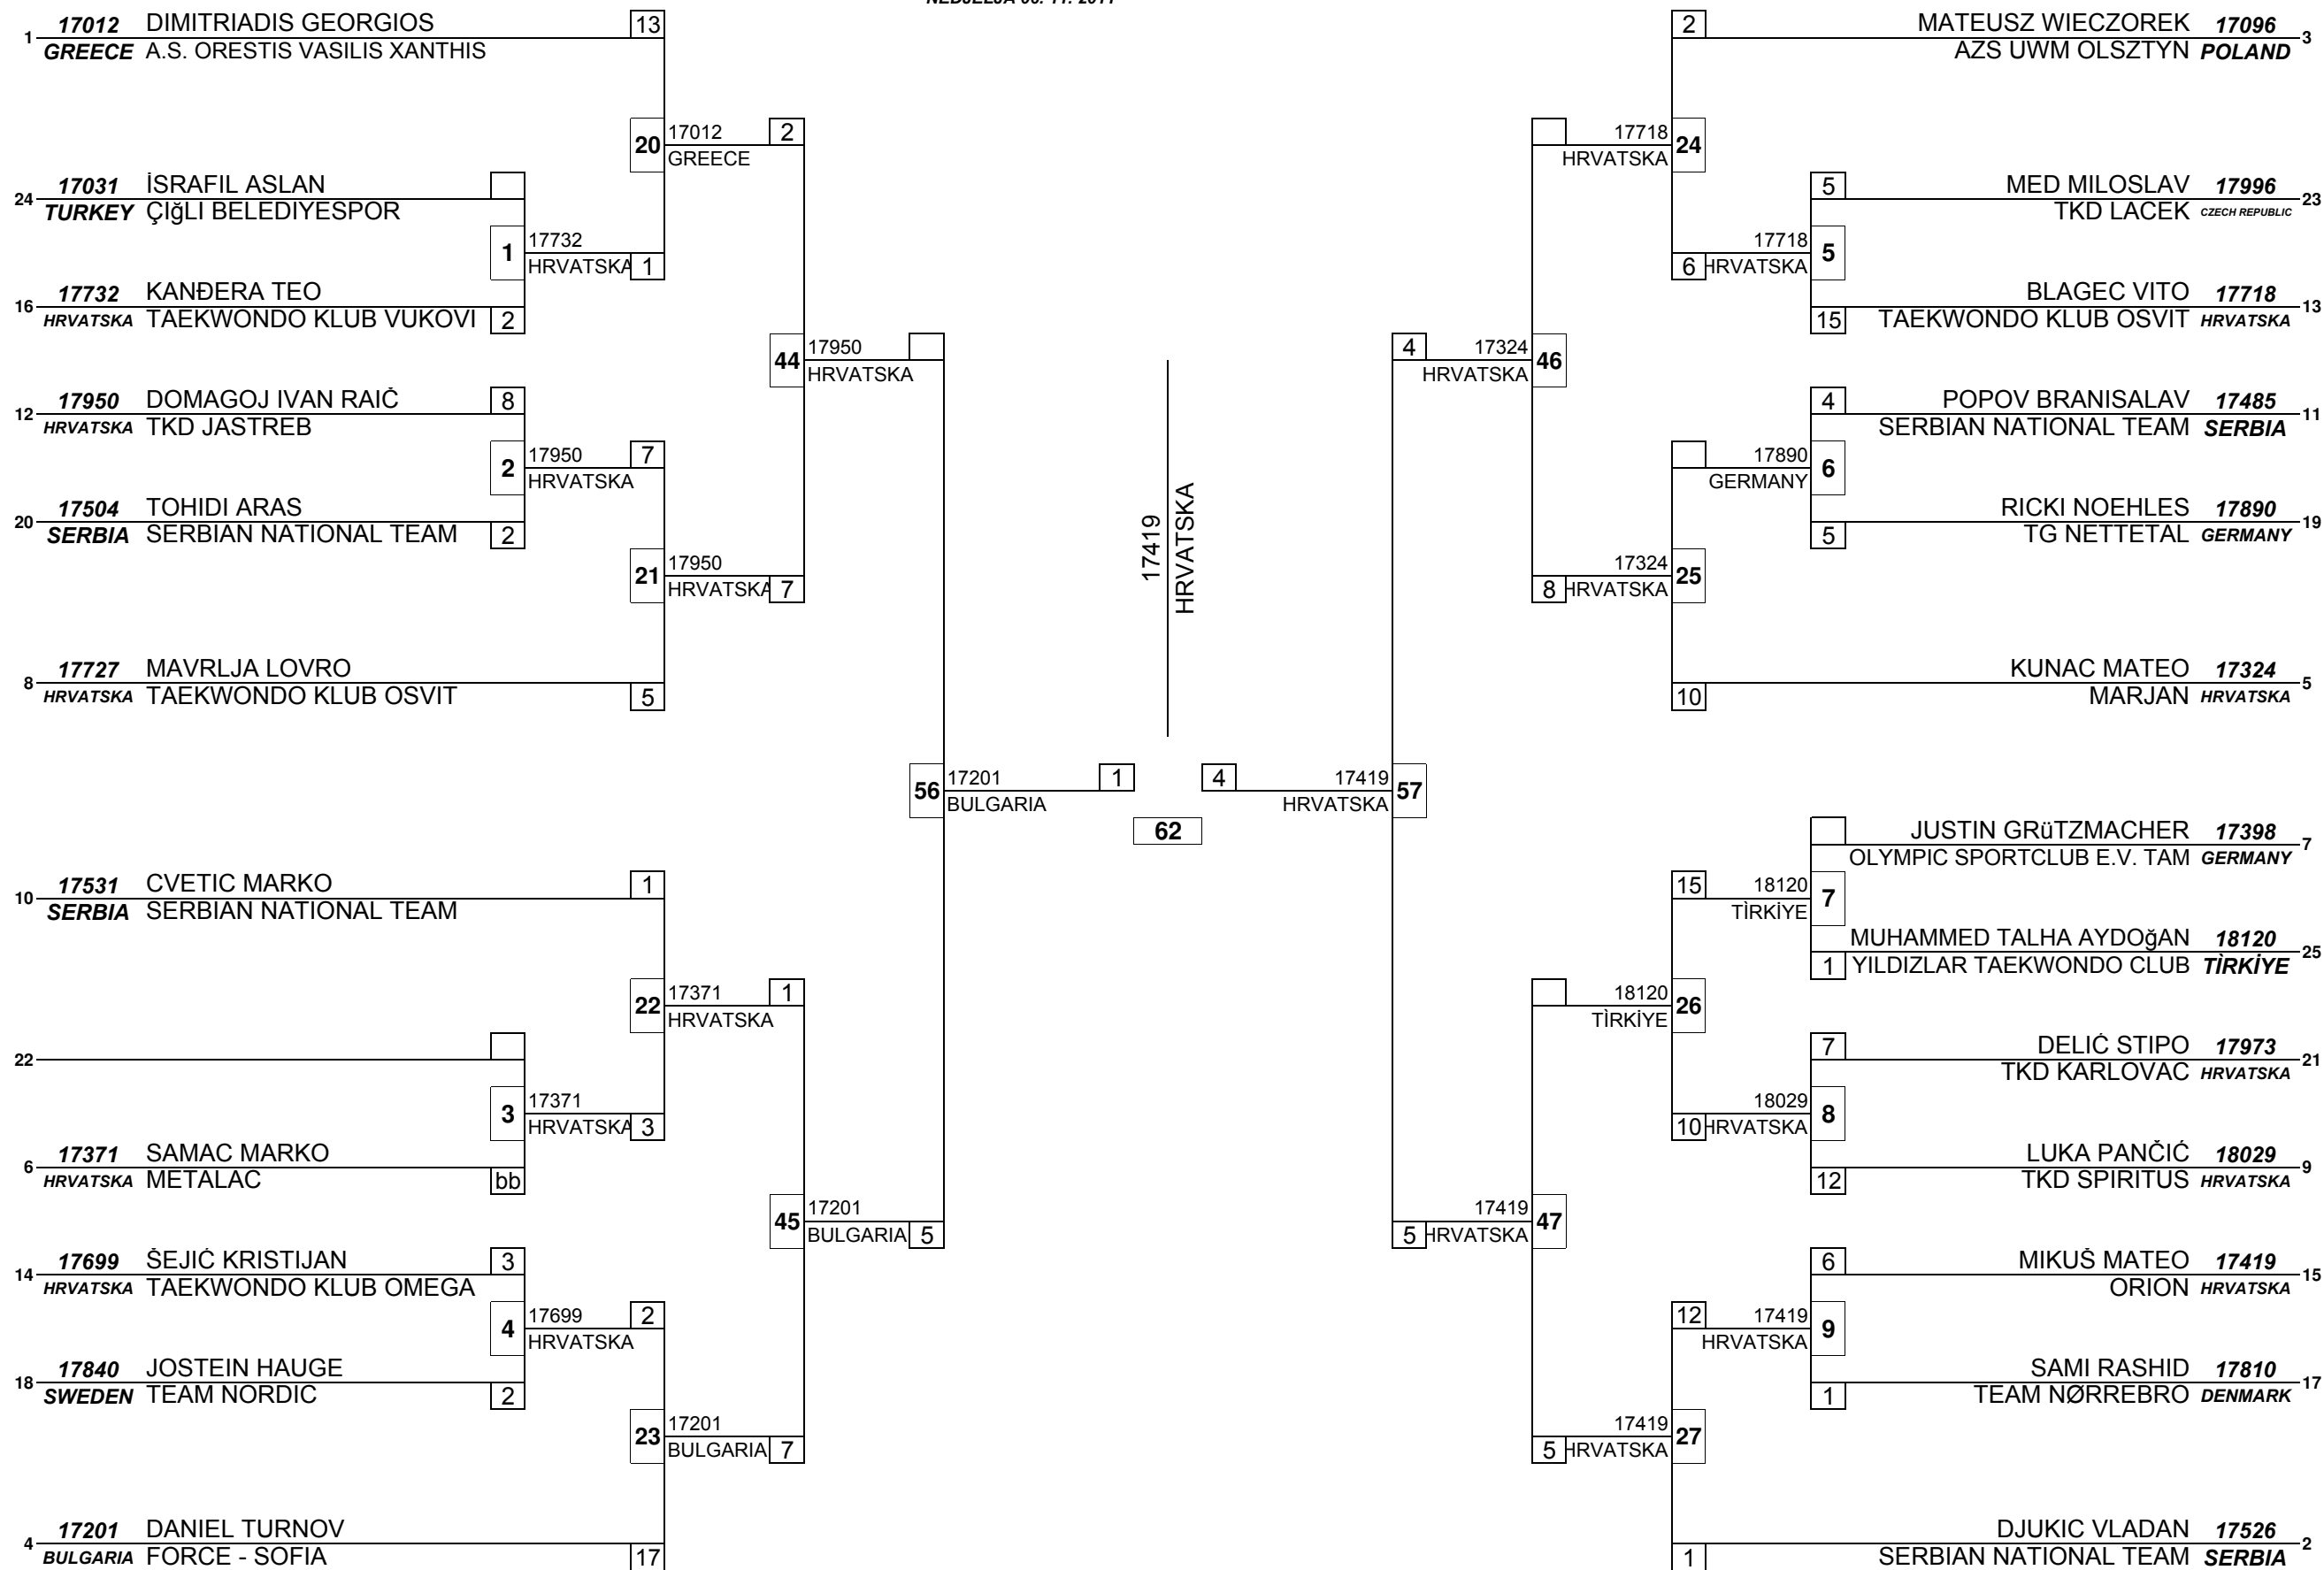 1 17012 DIMITRIADIS GEORGIOS 13
GREECE A.S. ORESTIS VASILIS XANTHIS
20 17012 2
GREECE
24 17031 İSRAFIL ASLAN
TURKEY ÇIğLI BELEDIYESPOR
1 17732
HRVATSKA 1
16 17732 KANĐERA TEO
HRVATSKA TAEKWONDO KLUB VUKOVI 2
44 17950
HRVATSKA
12 17950 DOMAGOJ IVAN RAIČ 8
HRVATSKA TKD JASTREB
2 17950 7
HRVATSKA
20 17504 TOHIDI ARAS
SERBIA SERBIAN NATIONAL TEAM 2
21 17950
HRVATSKA 7
8 17727 MAVRLJA LOVRO
HRVATSKA TAEKWONDO KLUB OSVIT 5
56 17201 1
BULGARIA
10 17531 CVETIC MARKO 1
SERBIA SERBIAN NATIONAL TEAM
22 17371 1
HRVATSKA
22
3 17371
HRVATSKA 3
6 17371 SAMAC MARKO
HRVATSKA METALAC bb
45 17201
BULGARIA 5
14 17699 ŠEJIĆ KRISTIJAN 3
HRVATSKA TAEKWONDO KLUB OMEGA
4 17699 2
HRVATSKA
18 17840 JOSTEIN HAUGE
SWEDEN TEAM NORDIC 2
23 17201
BULGARIA 7
4 17201 DANIEL TURNOV
BULGARIA FORCE - SOFIA 17
17419
HRVATSKA
62
2 MATEUSZ WIECZOREK 17096 3
AZS UWM OLSZTYN POLAND
17718 24
HRVATSKA
5 MED MILOSLAV 17996 23
TKD LACEK CZECH REPUBLIC
17718 5
6 HRVATSKA
BLAGEC VITO 17718 13
15 TAEKWONDO KLUB OSVIT HRVATSKA
4 17324 46
HRVATSKA
4 POPOV BRANISALAV 17485 11
SERBIAN NATIONAL TEAM SERBIA
17890 6
GERMANY
RICKI NOEHLES 17890 19
5 TG NETTETAL GERMANY
17324 25
8 HRVATSKA
KUNAC MATEO 17324 5
10 MARJAN HRVATSKA
4 17419 57
HRVATSKA
JUSTIN GRüTZMACHER 17398 7
OLYMPIC SPORTCLUB E.V. TAM GERMANY
15 18120 7
TİRKİYE
MUHAMMED TALHA AYDOğAN 18120 25
1 YILDIZLAR TAEKWONDO CLUB TİRKİYE
18120 26
TİRKİYE
7 DELIĆ STIPO 17973 21
TKD KARLOVAC HRVATSKA
18029 8
10 HRVATSKA
LUKA PANČIĆ 18029 9
12 TKD SPIRITUS HRVATSKA
17419 47
5 HRVATSKA
6 MIKUŠ MATEO 17419 15
ORION HRVATSKA
12 17419 9
HRVATSKA
SAMI RASHID 17810 17
1 TEAM NØRREBRO DENMARK
17419 27
5 HRVATSKA
DJUKIC VLADAN 17526 2
1 SERBIAN NATIONAL TEAM SERBIA